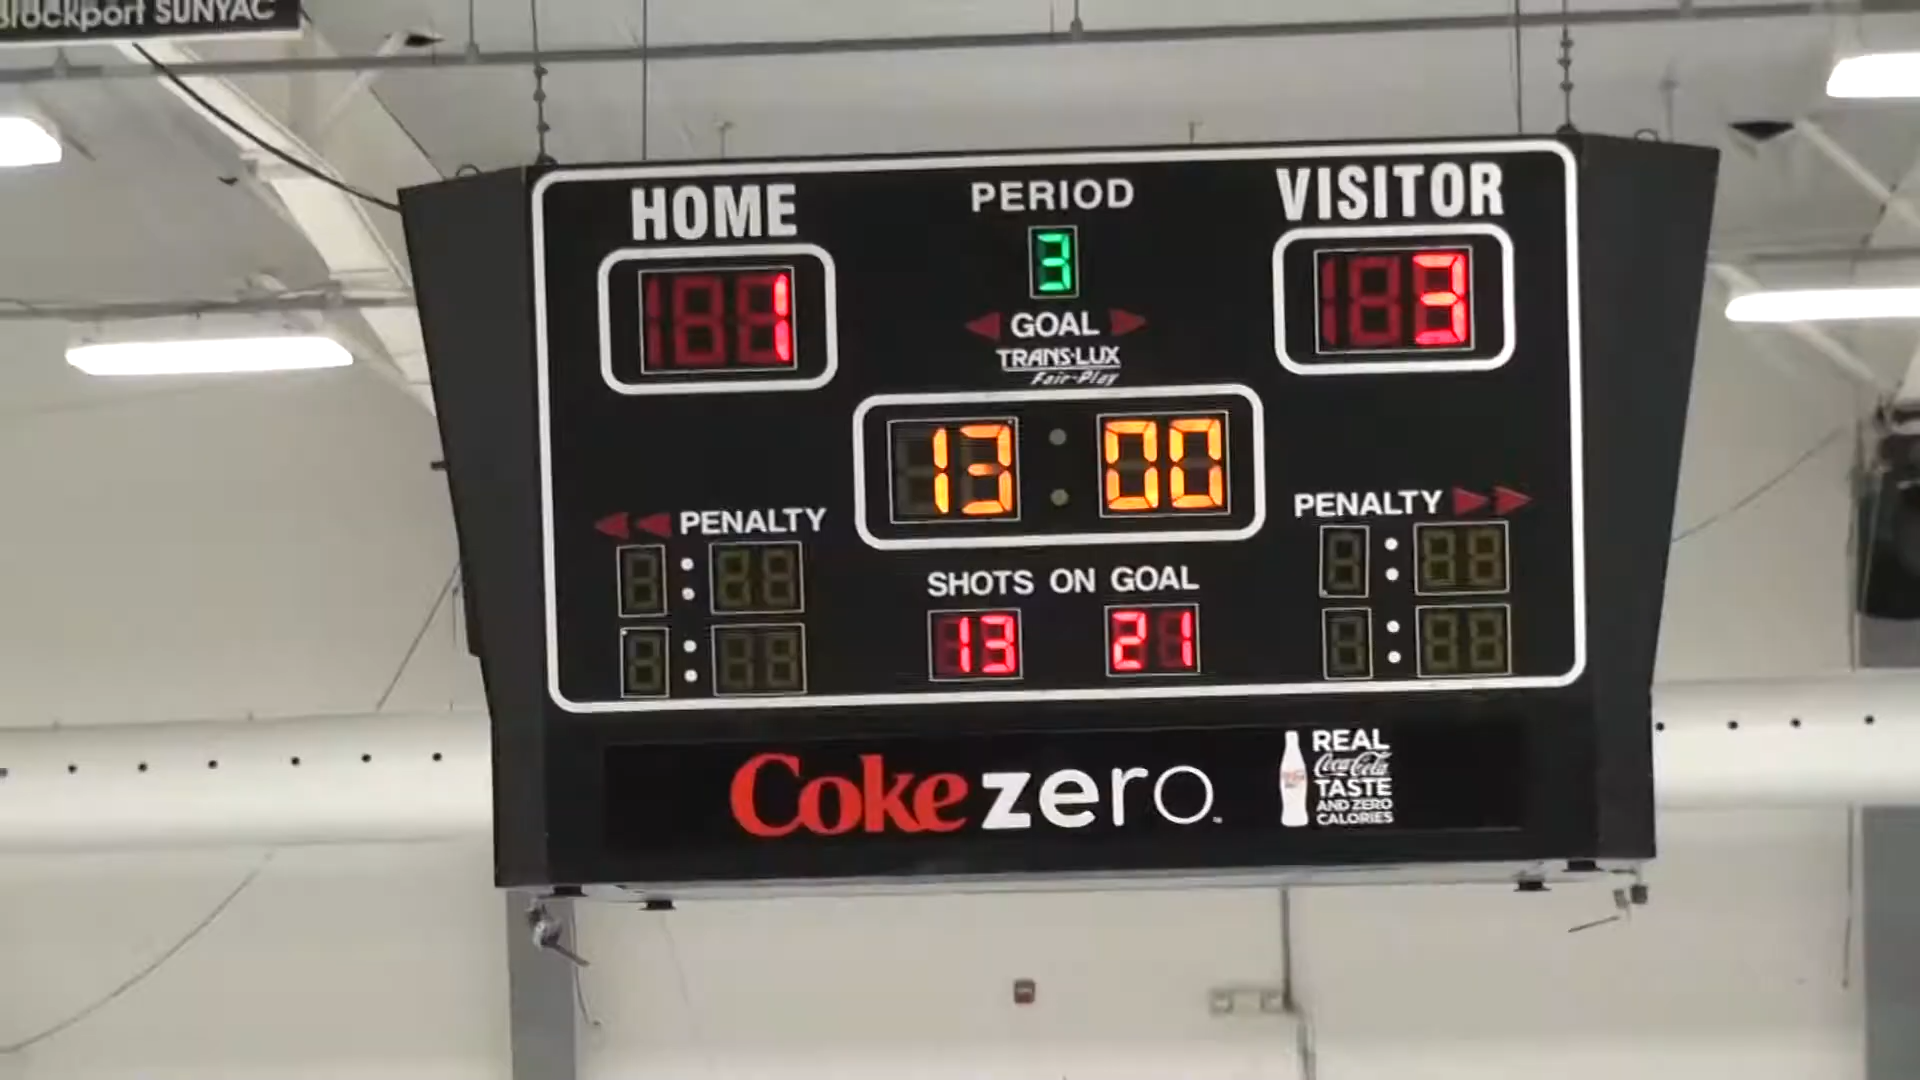 Brockport SUNYAC
HOME
PERIOD
VISITOR
1
3
3
GOAL
TRANS-LUX
Fair-Play
13:00
PENALTY
PENALTY
SHOTS ON GOAL
13
21
Coke zero
REAL
Coca-Cola
TASTE
AND ZERO
CALORIES